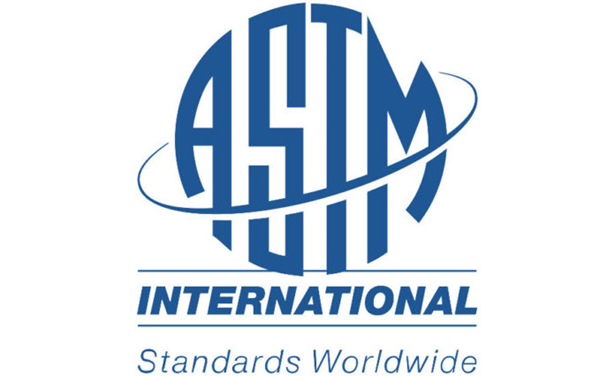 ASTM
INTERNATIONAL
Standards Worldwide